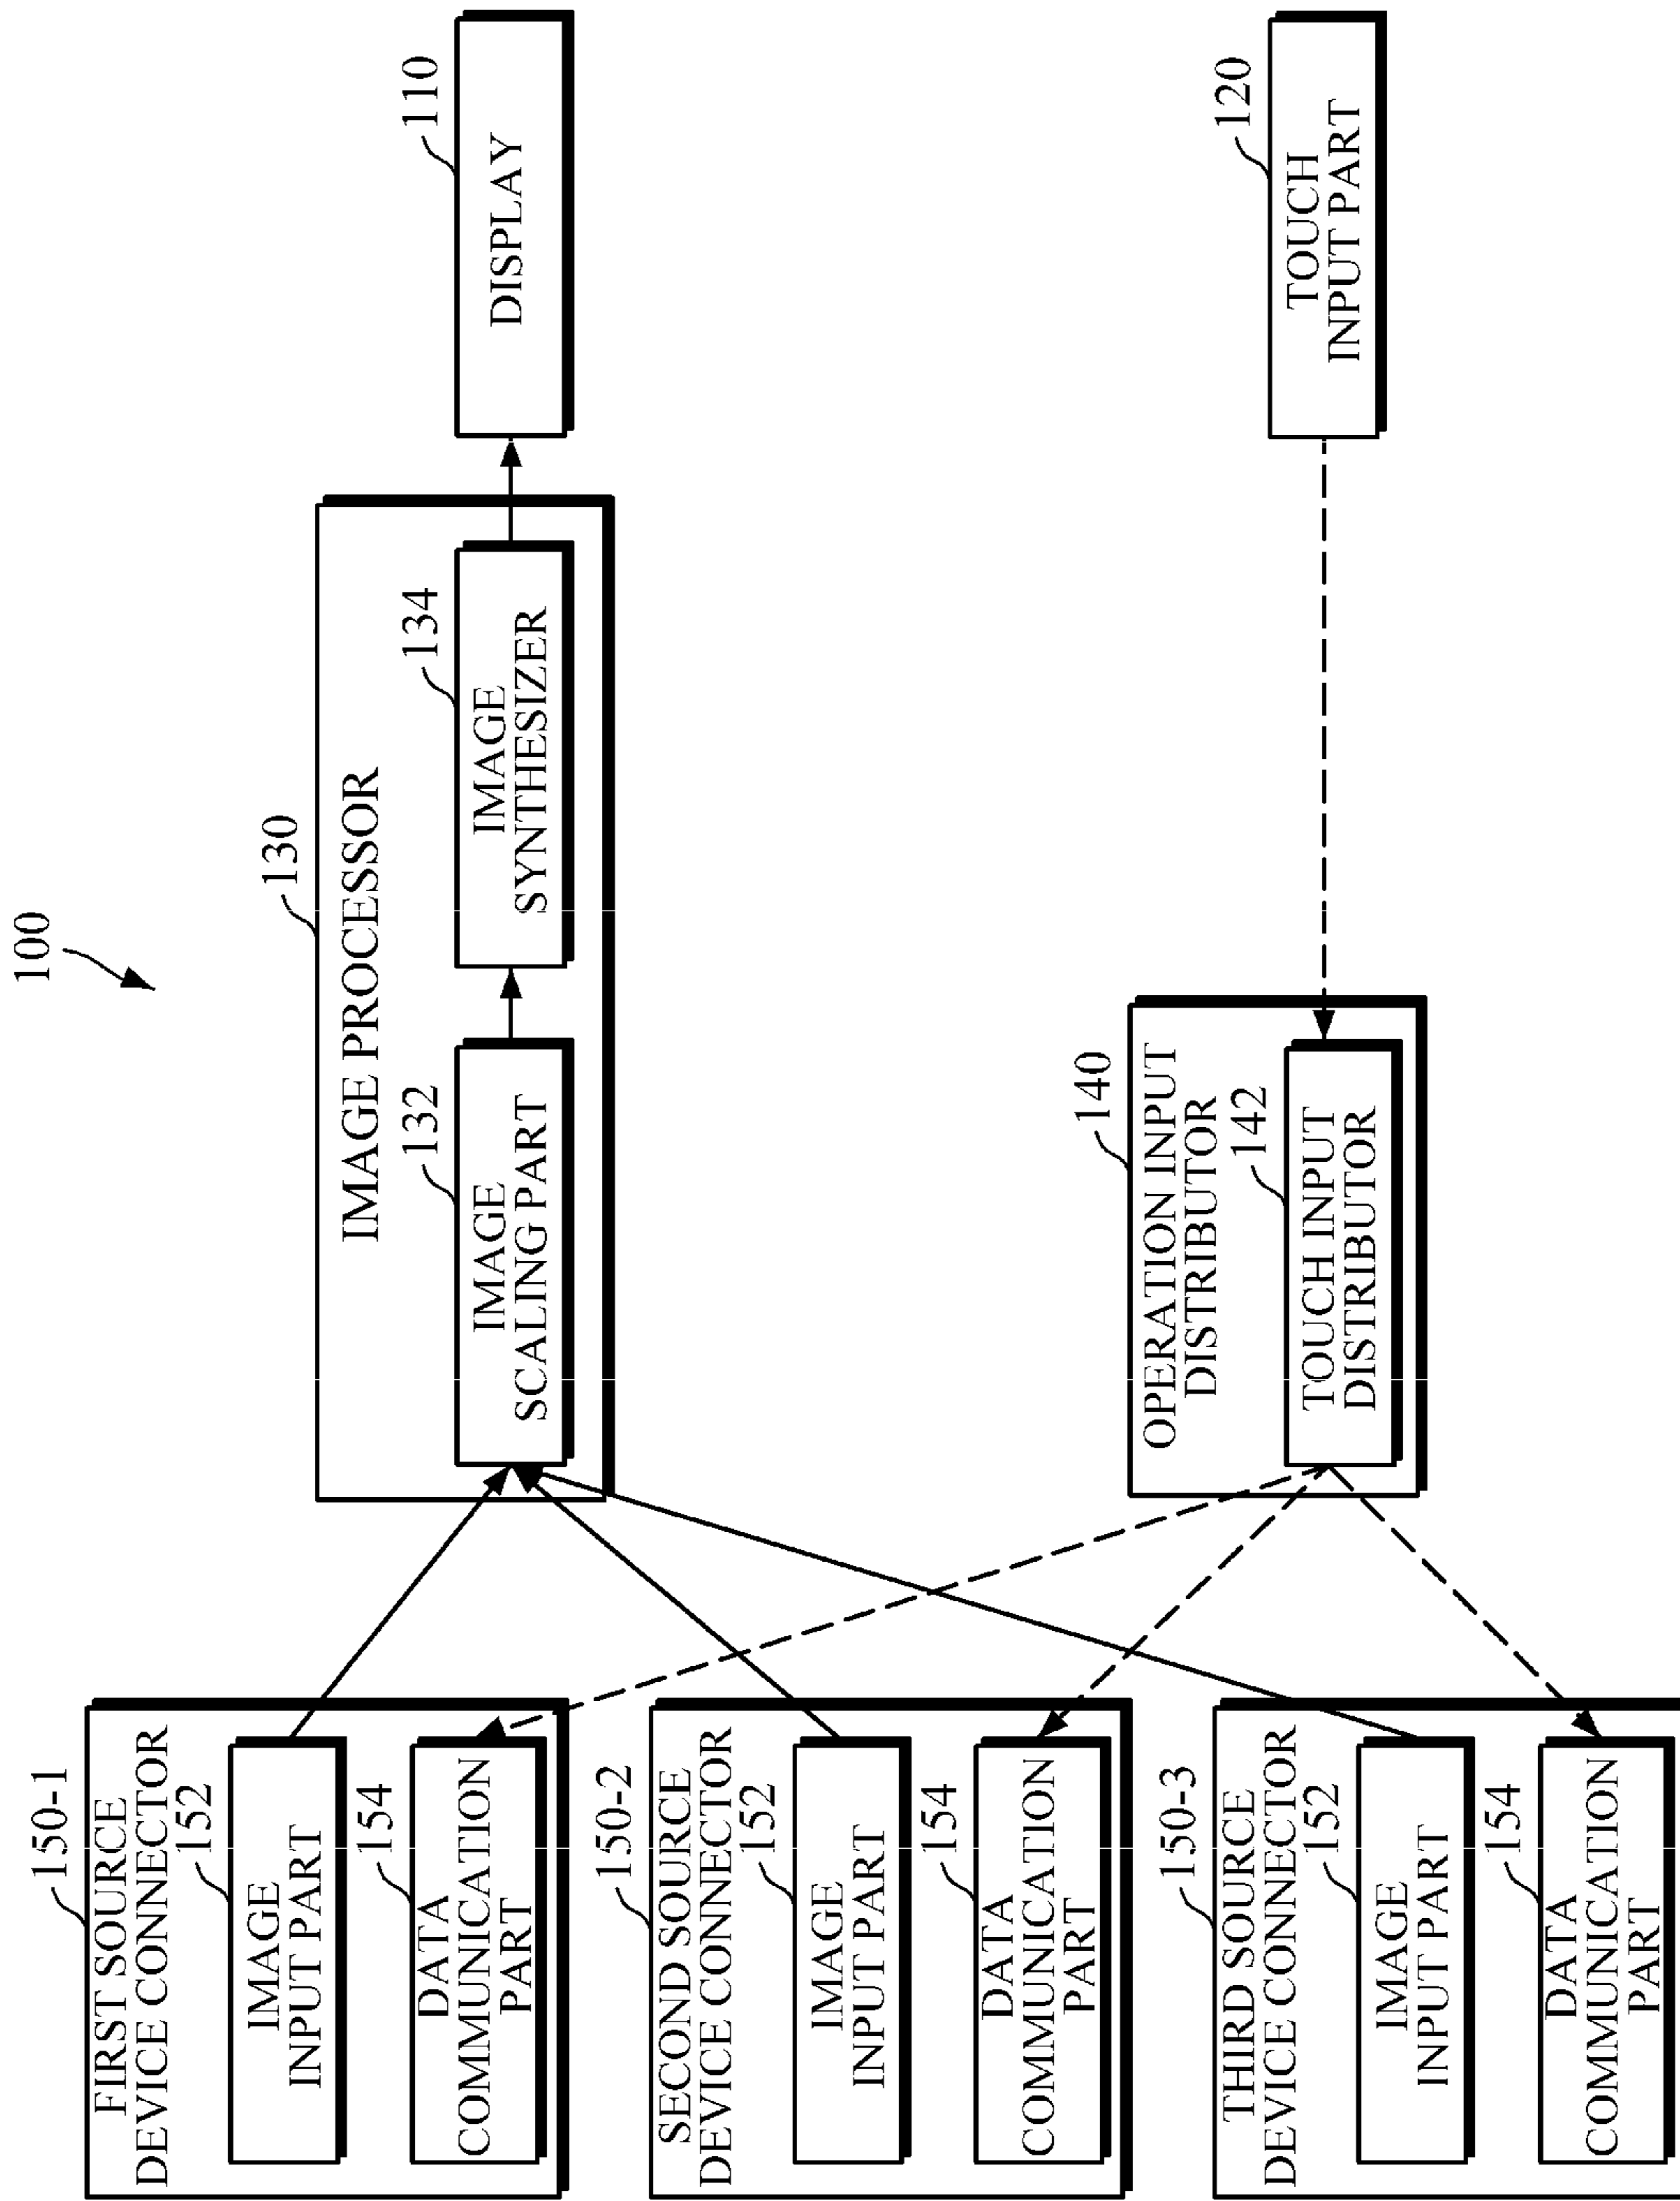 100
150-1
FIRST SOURCE
DEVICE CONNECTOR
152
IMAGE
INPUT PART
154
DATA
COMMUNICATION
PART
150-2
SECOND SOURCE
DEVICE CONNECTOR
152
IMAGE
INPUT PART
154
DATA
COMMUNICATION
PART
150-3
THIRD SOURCE
DEVICE CONNECTOR
152
IMAGE
INPUT PART
154
DATA
COMMUNICATION
PART
130
IMAGE PROCESSOR
132
IMAGE
SCALING PART
134
IMAGE
SYNTHESIZER
140
OPERATION INPUT
DISTRIBUTOR
142
TOUCH INPUT
DISTRIBUTOR
110
DISPLAY
120
TOUCH
INPUT PART